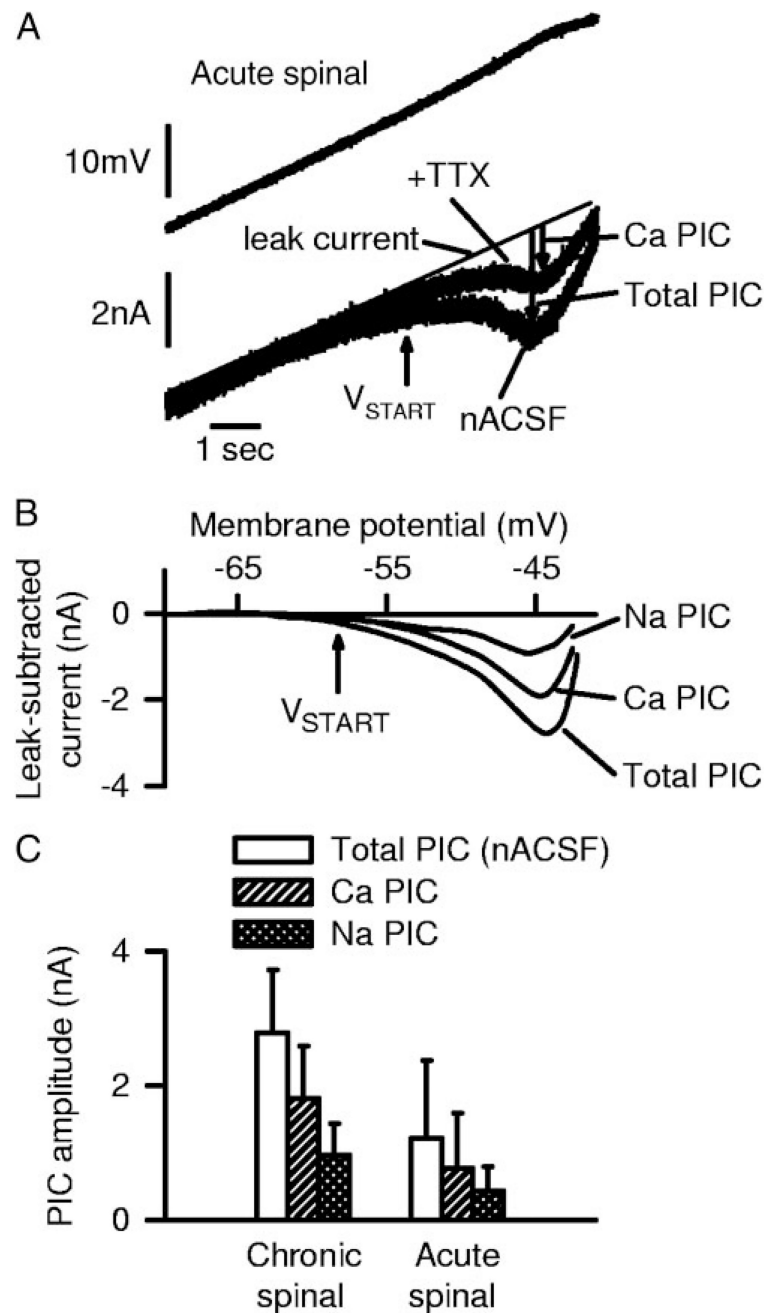 A
Acute spinal
10mV
+TTX
leak current
Ca PIC
Total PIC
2nA
V_START
nACSF
1 sec
B
Membrane potential (mV)
-65 -55 -45
Leak-subtracted
current (nA)
0
-2
-4
Na PIC
Ca PIC
Total PIC
V_START
C
Total PIC (nACSF)
Ca PIC
Na PIC
PIC amplitude (nA)
4
2
0
Chronic
spinal
Acute
spinal